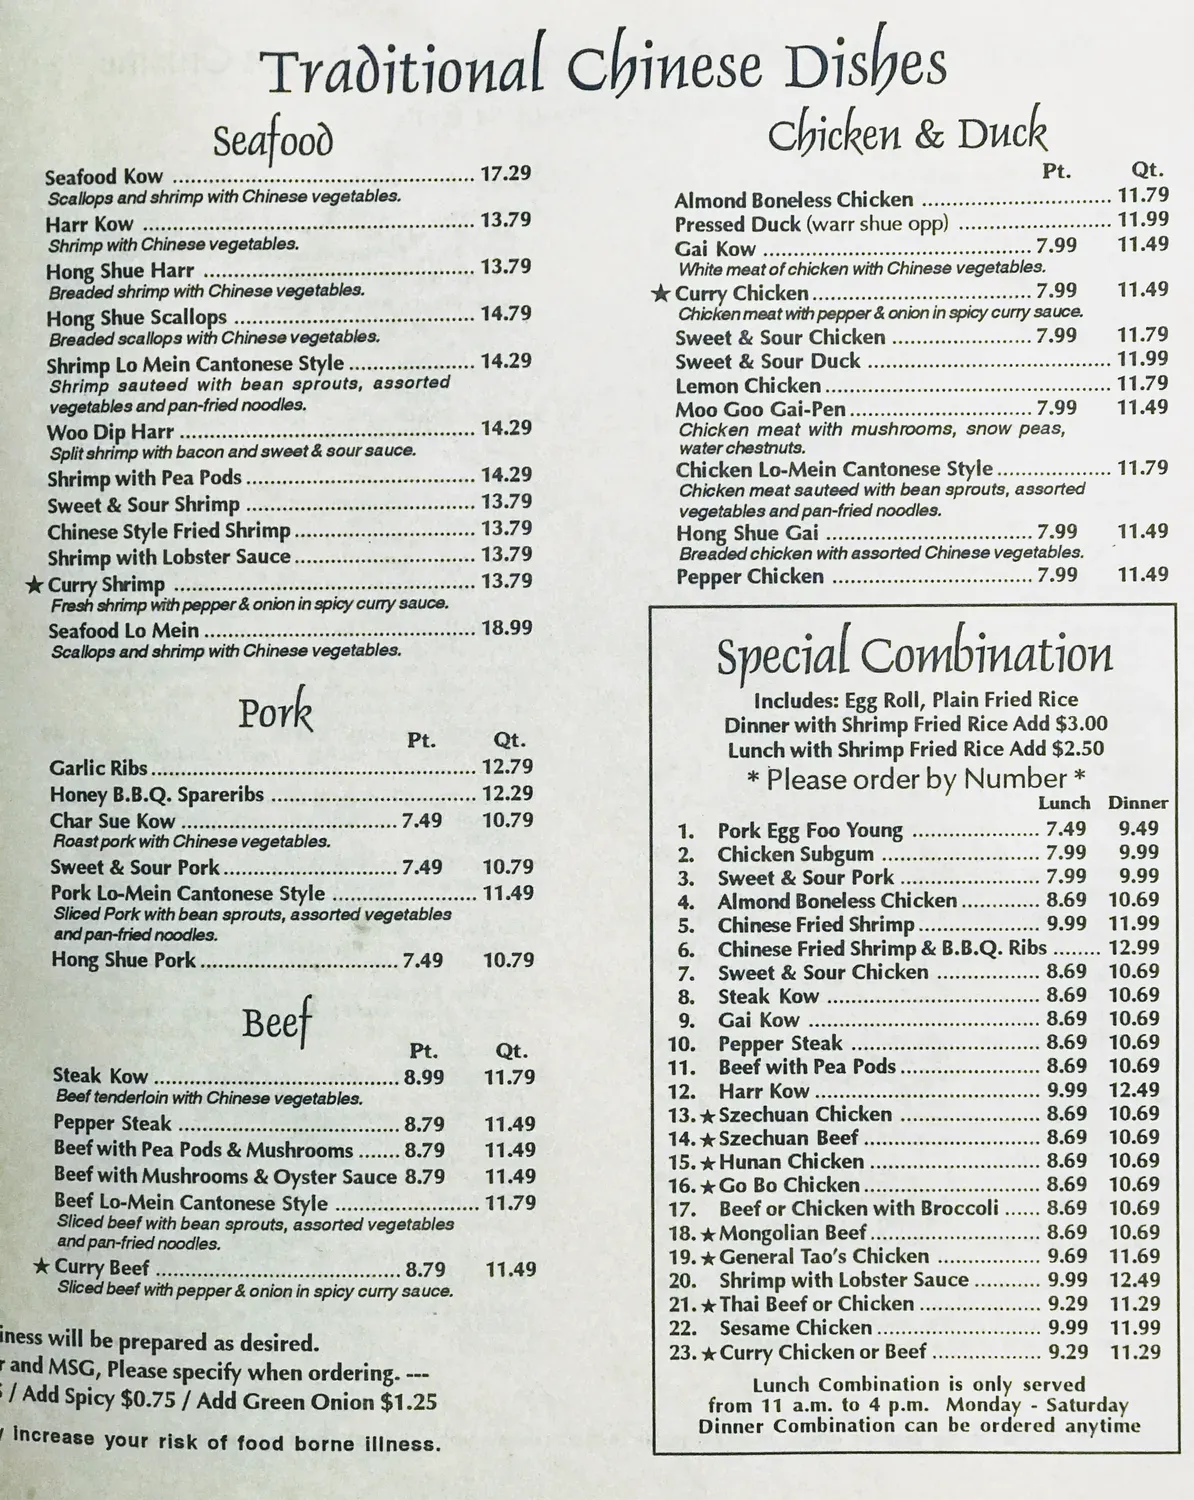 Traditional Chinese Dishes
Seafood
Seafood Kow ........ 17.29
Scallops and shrimp with Chinese vegetables.
Harr Kow ........ 13.79
Shrimp with Chinese vegetables.
Hong Shue Harr ........ 13.79
Breaded shrimp with Chinese vegetables.
Hong Shue Scallops ........ 14.79
Breaded scallops with Chinese vegetables.
Shrimp Lo Mein Cantonese Style ........ 14.29
Shrimp sauteed with bean sprouts, assorted
vegetables and pan-fried noodles.
Woo Dip Harr ........ 14.29
Split shrimp with bacon and sweet & sour sauce.
Shrimp with Pea Pods ........ 14.29
Sweet & Sour Shrimp ........ 13.79
Chinese Style Fried Shrimp ........ 13.79
Shrimp with Lobster Sauce ........ 13.79
★ Curry Shrimp ........ 13.79
Fresh shrimp with pepper & onion in spicy curry sauce.
Seafood Lo Mein ........ 18.99
Scallops and shrimp with Chinese vegetables.
Pork
Pt. Qt.
Garlic Ribs ........ 12.79
Honey B.B.Q. Spareribs ........ 12.29
Char Sue Kow ........ 7.49 10.79
Roast pork with Chinese vegetables.
Sweet & Sour Pork ........ 7.49 10.79
Pork Lo-Mein Cantonese Style ........ 11.49
Sliced Pork with bean sprouts, assorted vegetables
and pan-fried noodles.
Hong Shue Pork ........ 7.49 10.79
Beef
Pt. Qt.
Steak Kow ........ 8.99 11.79
Beef tenderloin with Chinese vegetables.
Pepper Steak ........ 8.79 11.49
Beef with Pea Pods & Mushrooms ....... 8.79 11.49
Beef with Mushrooms & Oyster Sauce 8.79 11.49
Beef Lo-Mein Cantonese Style ........ 11.79
Sliced beef with bean sprouts, assorted vegetables
and pan-fried noodles.
★ Curry Beef ........ 8.79 11.49
Sliced beef with pepper & onion in spicy curry sauce.
iness will be prepared as desired.
r and MSG, Please specify when ordering. ---
/ Add Spicy $0.75 / Add Green Onion $1.25
Increase your risk of food borne illness.
Chicken & Duck
Pt. Qt.
Almond Boneless Chicken ........ 11.79
Pressed Duck (warr shue opp) ........ 11.99
Gai Kow ........ 7.99 11.49
White meat of chicken with Chinese vegetables.
★ Curry Chicken ........ 7.99 11.49
Chicken meat with pepper & onion in spicy curry sauce.
Sweet & Sour Chicken ........ 7.99 11.79
Sweet & Sour Duck ........ 11.99
Lemon Chicken ........ 11.79
Moo Goo Gai-Pen ........ 7.99 11.49
Chicken meat with mushrooms, snow peas,
water chestnuts.
Chicken Lo-Mein Cantonese Style ........ 11.79
Chicken meat sauteed with bean sprouts, assorted
vegetables and pan-fried noodles.
Hong Shue Gai ........ 7.99 11.49
Breaded chicken with assorted Chinese vegetables.
Pepper Chicken ........ 7.99 11.49
Special Combination
Includes: Egg Roll, Plain Fried Rice
Dinner with Shrimp Fried Rice Add $3.00
Lunch with Shrimp Fried Rice Add $2.50
* Please order by Number *
Lunch Dinner
1. Pork Egg Foo Young ........ 7.49 9.49
2. Chicken Subgum ........ 7.99 9.99
3. Sweet & Sour Pork ........ 7.99 9.99
4. Almond Boneless Chicken ........ 8.69 10.69
5. Chinese Fried Shrimp ........ 9.99 11.99
6. Chinese Fried Shrimp & B.B.Q. Ribs ........ 12.99
7. Sweet & Sour Chicken ........ 8.69 10.69
8. Steak Kow ........ 8.69 10.69
9. Gai Kow ........ 8.69 10.69
10. Pepper Steak ........ 8.69 10.69
11. Beef with Pea Pods ........ 8.69 10.69
12. Harr Kow ........ 9.99 12.49
13. ★ Szechuan Chicken ........ 8.69 10.69
14. ★ Szechuan Beef ........ 8.69 10.69
15. ★ Hunan Chicken ........ 8.69 10.69
16. ★ Go Bo Chicken ........ 8.69 10.69
17. Beef or Chicken with Broccoli ...... 8.69 10.69
18. ★ Mongolian Beef ........ 8.69 10.69
19. ★ General Tao's Chicken ........ 9.69 11.69
20. Shrimp with Lobster Sauce ........ 9.99 12.49
21. ★ Thai Beef or Chicken ........ 9.29 11.29
22. Sesame Chicken ........ 9.99 11.99
23. ★ Curry Chicken or Beef ........ 9.29 11.29
Lunch Combination is only served
from 11 a.m. to 4 p.m. Monday - Saturday
Dinner Combination can be ordered anytime